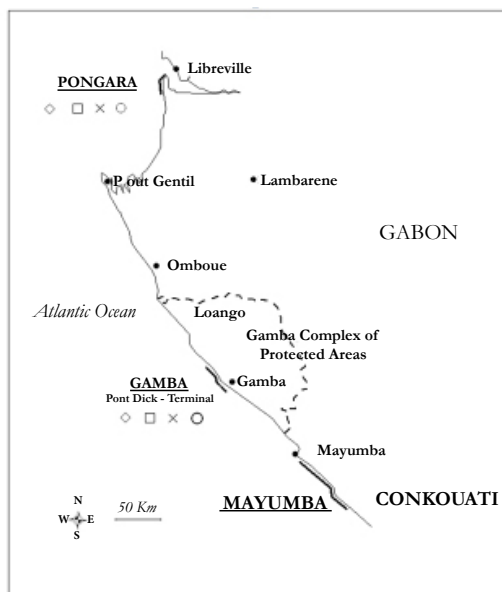 Libreville
PONGARA
P out Gentil
Lambarene
GABON
Omboue
Atlantic Ocean
Loango
Gamba Complex of
Protected Areas
GAMBA
Pont Dick - Terminal
Gamba
Mayumba
MAYUMBA
CONKOUATI
N
W E
S
50 Km